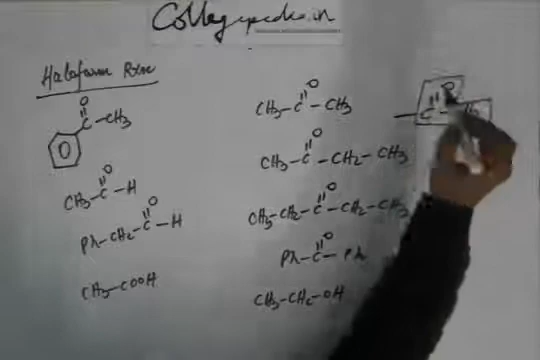 Collegepedia.in
Haloform Rxn
O
C-CH3
O
CH3-C-H
O
Ph-CH2-C-H
CH3-COOH
O
CH3-C-CH3
O
CH3-C-CH2-CH3
O
CH3-CH2-C-CH2-CH3
O
Ph-C-Ph
CH3-CH2-OH
O
-C-